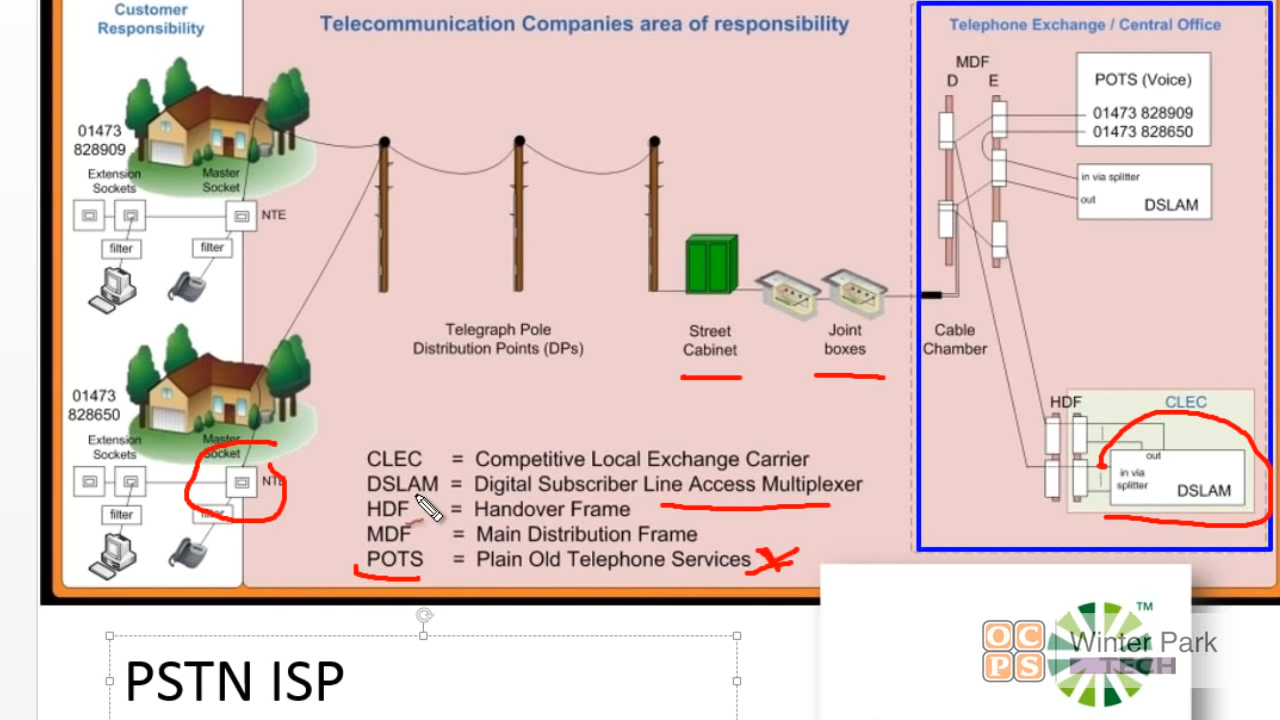 Customer
Responsibility
Telecommunication Companies area of responsibility
Telephone Exchange / Central Office
MDF
D E
POTS (Voice)
01473 828909
01473 828650
in via splitter
out
DSLAM
01473
828909
Extension
Sockets
Master
Socket
NTE
filter
filter
Telegraph Pole
Distribution Points (DPs)
Street
Cabinet
Joint
boxes
Cable
Chamber
01473
828650
Extension
Sockets
Master
Socket
NTE
filter
filter
HDF
CLEC
out
in via
splitter
DSLAM
CLEC = Competitive Local Exchange Carrier
DSLAM = Digital Subscriber Line Access Multiplexer
HDF = Handover Frame
MDF = Main Distribution Frame
POTS = Plain Old Telephone Services
PSTN ISP
OC
PS
Winter Park
TECH
TM